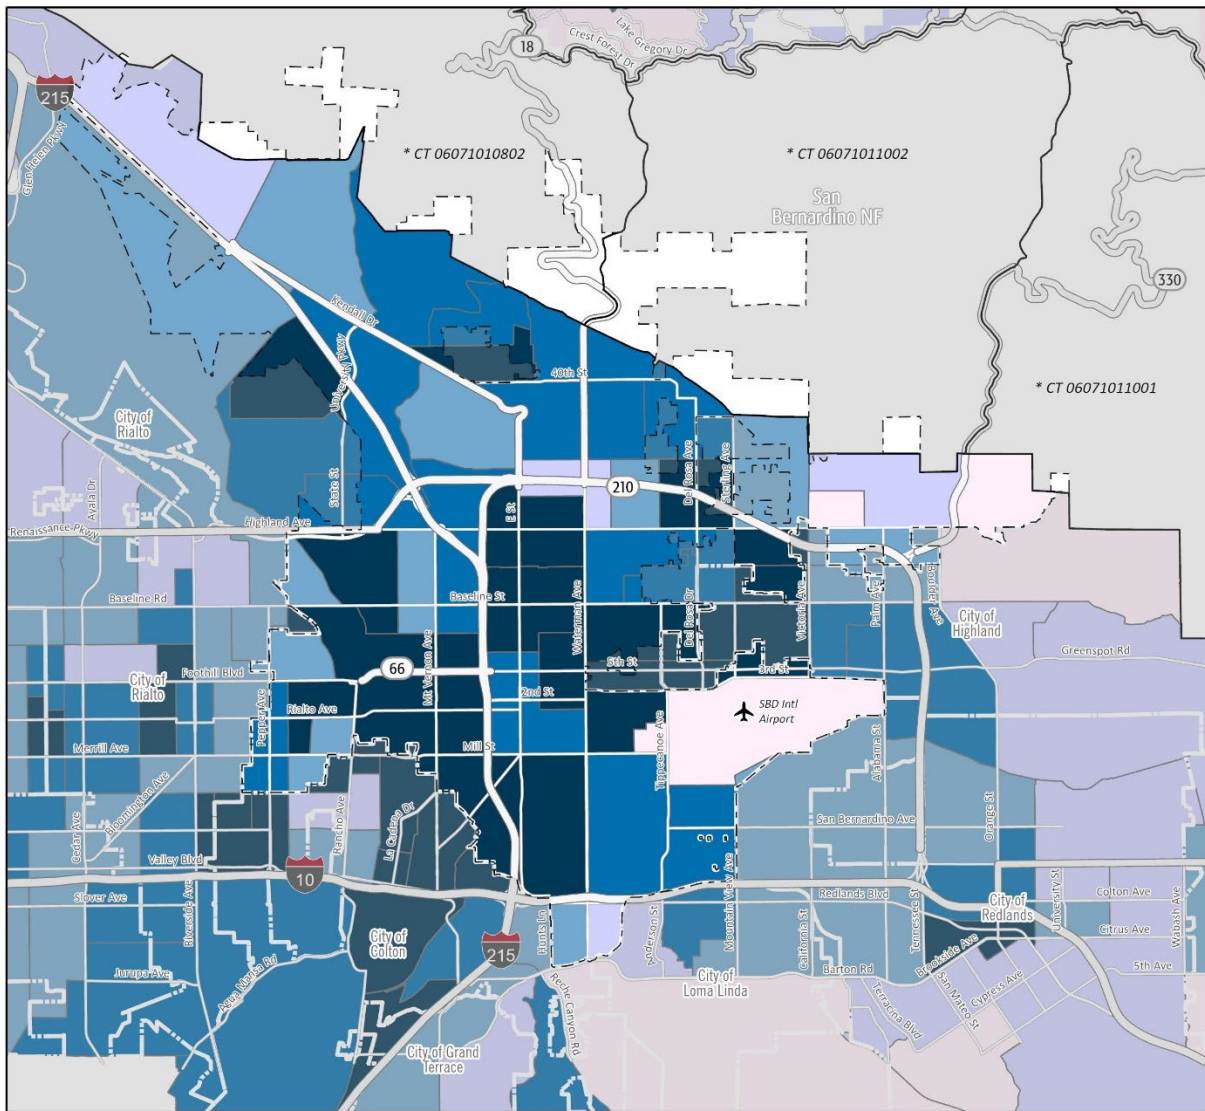 Lake Gregory Dr
Crest Forest Dr
18
215
Glen Helen Pkwy
* CT 06071010802
* CT 06071011002
San
Bernardino NF
330
Kendall Dr
University Pkwy
40th St
* CT 06071011001
City of
Rialto
Ayala Dr
State St
E St
210
Del Rosa Ave
Sterling Ave
Renaissance Pkwy
Highland Ave
Baseline Rd
Baseline St
Waterman Ave
Del Rosa Dr
Victoria Ave
Palm Ave
Boulder Ave
City of
Highland
Greenspot Rd
Foothill Blvd
City of
Rialto
66
Mt Vernon Ave
5th St
3rd St
2nd St
Rialto Ave
Pepper Ave
SBD Intl
Airport
Merrill Ave
Mill St
Tippecanoe Ave
Alabama St
Bloomington Ave
Cedar Ave
Rancho Ave
La Cadena Dr
San Bernardino Ave
Orange St
Valley Blvd
10
Mountain View Ave
Slover Ave
Riverside Ave
Redlands Blvd
Tennessee St
University St
Colton Ave
City of
Redlands
Wabash Ave
Citrus Ave
City of
Colton
Hunts Ln
215
Anderson St
California St
Brookside Ave
Jurupa Ave
Agua Mansa Rd
City of
Loma Linda
Barton Rd
Cypress Ave
5th Ave
Reche Canyon Rd
Terracina Blvd
San Mateo St
City of Grand
Terrace